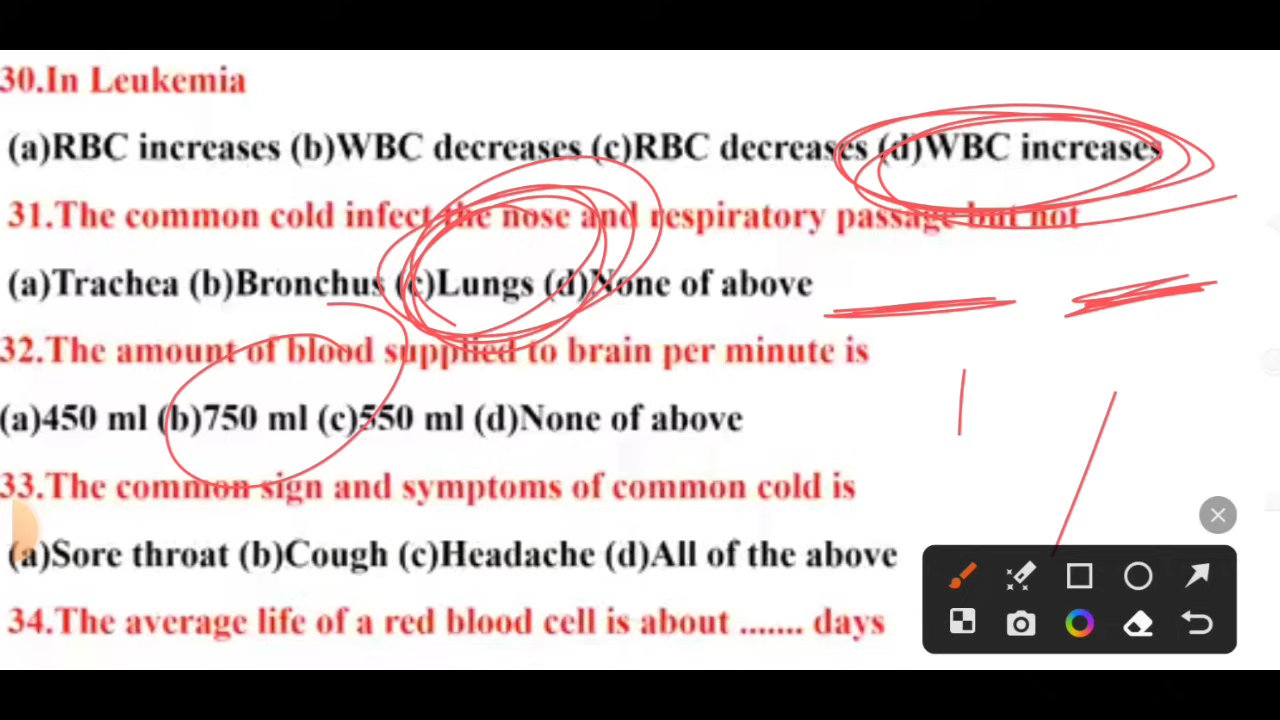 30.In Leukemia
(a)RBC increases (b)WBC decreases (c)RBC decreases (d)WBC increases
31.The common cold infect the nose and respiratory passage but not
(a)Trachea (b)Bronchus (c)Lungs (d)None of above
32.The amount of blood supplied to brain per minute is
(a)450 ml (b)750 ml (c)550 ml (d)None of above
33.The common sign and symptoms of common cold is
(a)Sore throat (b)Cough (c)Headache (d)All of the above
34.The average life of a red blood cell is about ....... days